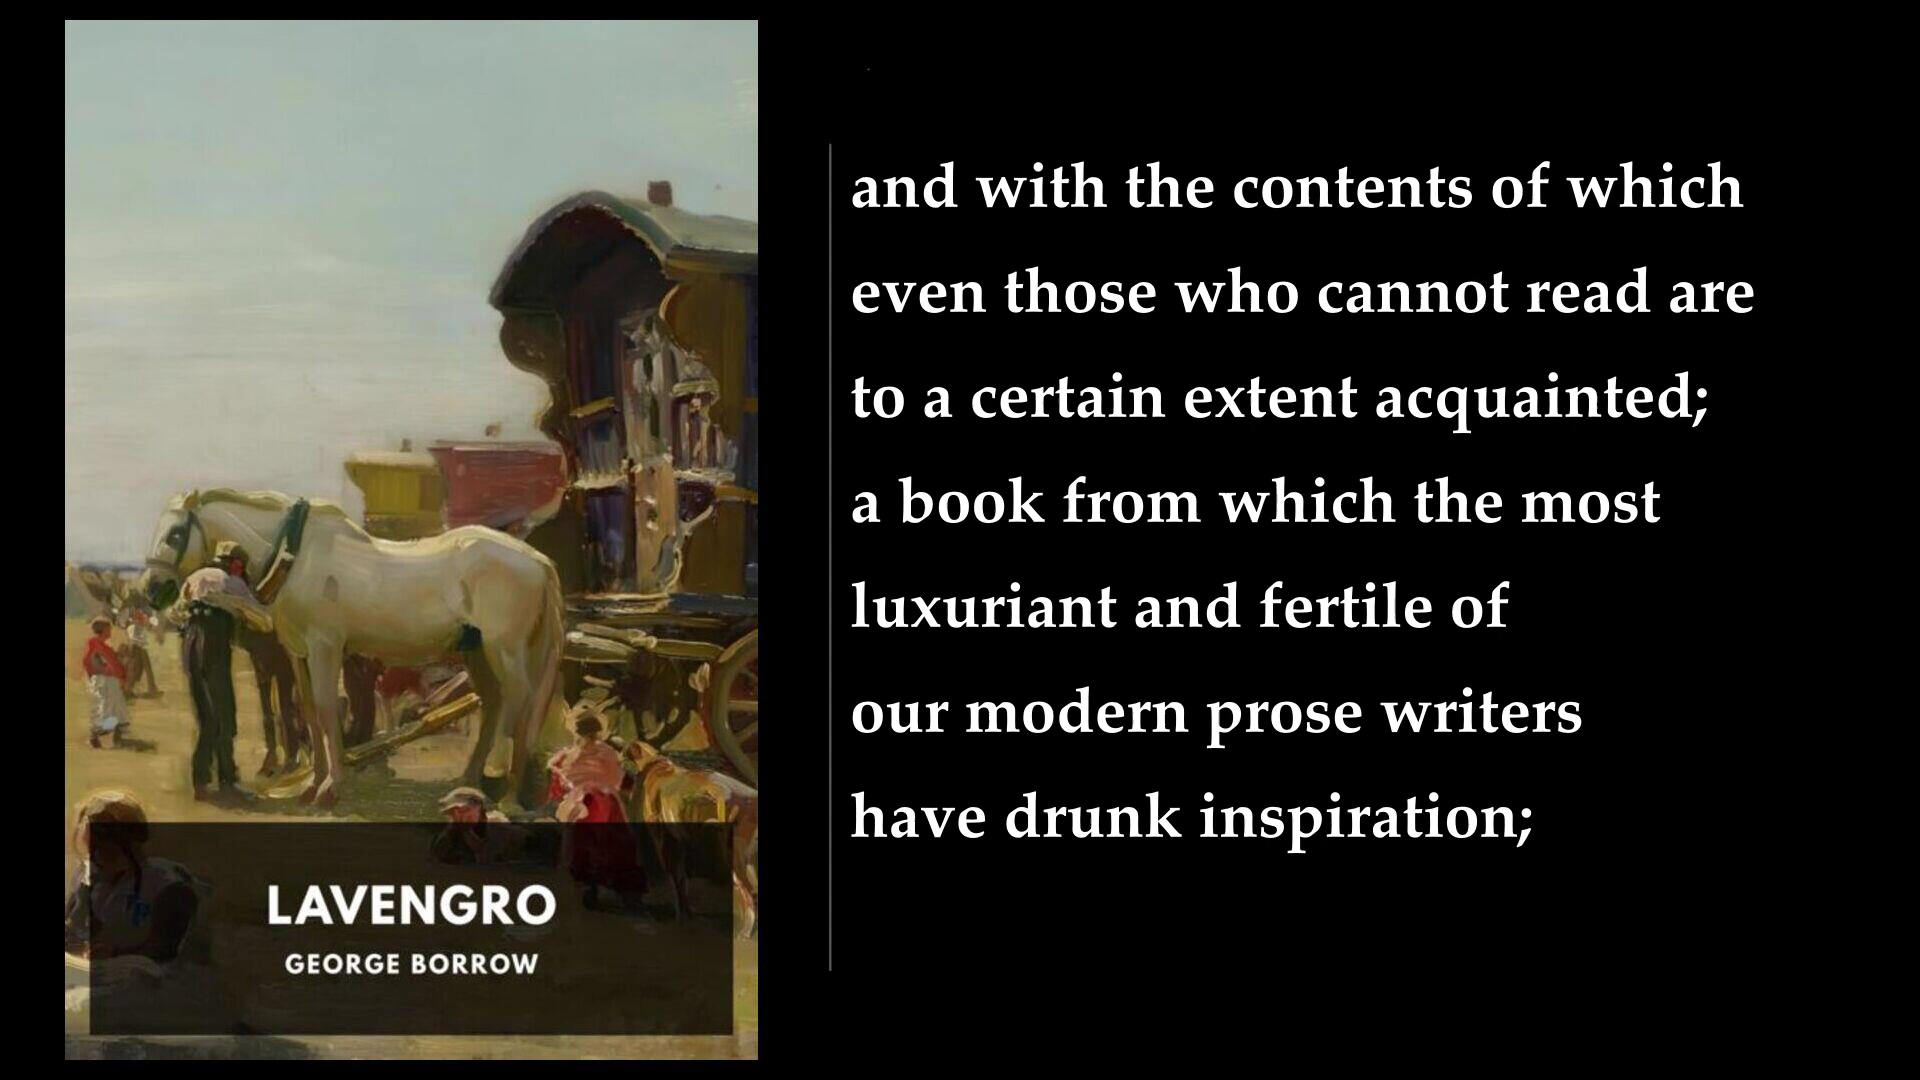 and with the contents of which
even those who cannot read are
to a certain extent acquainted;
a book from which the most
luxuriant and fertile of
our modern prose writers
have drunk inspiration;
LAVENGRO
GEORGE BORROW